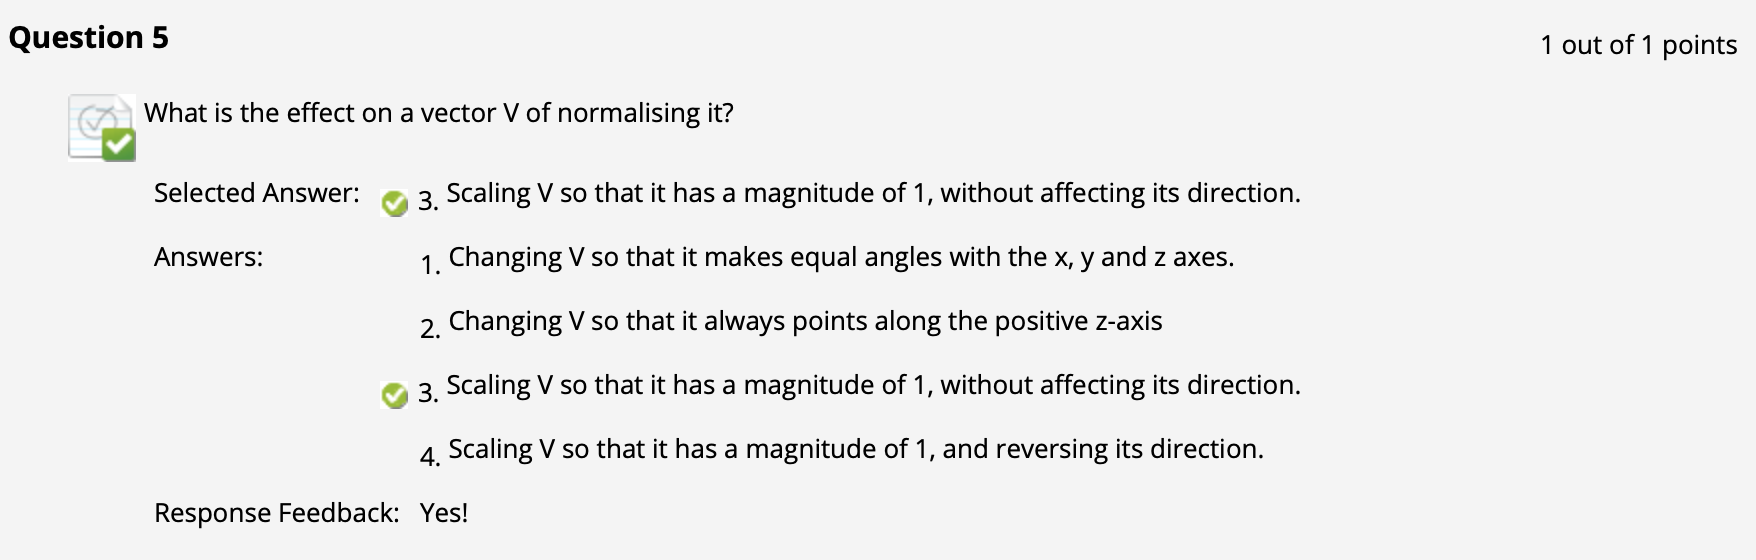 Question 5
1 out of 1 points
What is the effect on a vector V of normalising it?
Selected Answer: 3. Scaling V so that it has a magnitude of 1, without affecting its direction.
Answers: 1. Changing V so that it makes equal angles with the x, y and z axes.
2. Changing V so that it always points along the positive z-axis
3. Scaling V so that it has a magnitude of 1, without affecting its direction.
4. Scaling V so that it has a magnitude of 1, and reversing its direction.
Response Feedback: Yes!